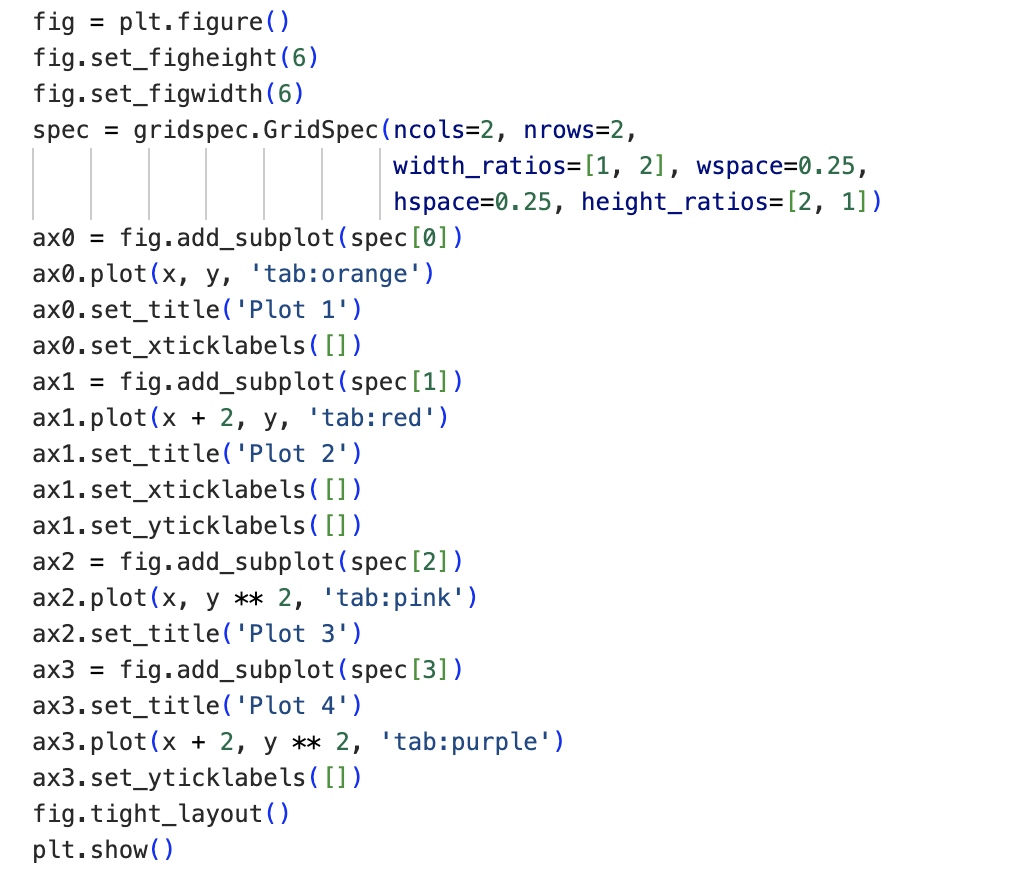 fig = plt.figure()
fig.set_figheight(6)
fig.set_figwidth(6)
spec = gridspec.GridSpec(ncols=2, nrows=2,
                         width_ratios=[1, 2], wspace=0.25,
                         hspace=0.25, height_ratios=[2, 1])
ax0 = fig.add_subplot(spec[0])
ax0.plot(x, y, 'tab:orange')
ax0.set_title('Plot 1')
ax0.set_xticklabels([])
ax1 = fig.add_subplot(spec[1])
ax1.plot(x + 2, y, 'tab:red')
ax1.set_title('Plot 2')
ax1.set_xticklabels([])
ax1.set_yticklabels([])
ax2 = fig.add_subplot(spec[2])
ax2.plot(x, y ** 2, 'tab:pink')
ax2.set_title('Plot 3')
ax3 = fig.add_subplot(spec[3])
ax3.set_title('Plot 4')
ax3.plot(x + 2, y ** 2, 'tab:purple')
ax3.set_yticklabels([])
fig.tight_layout()
plt.show()